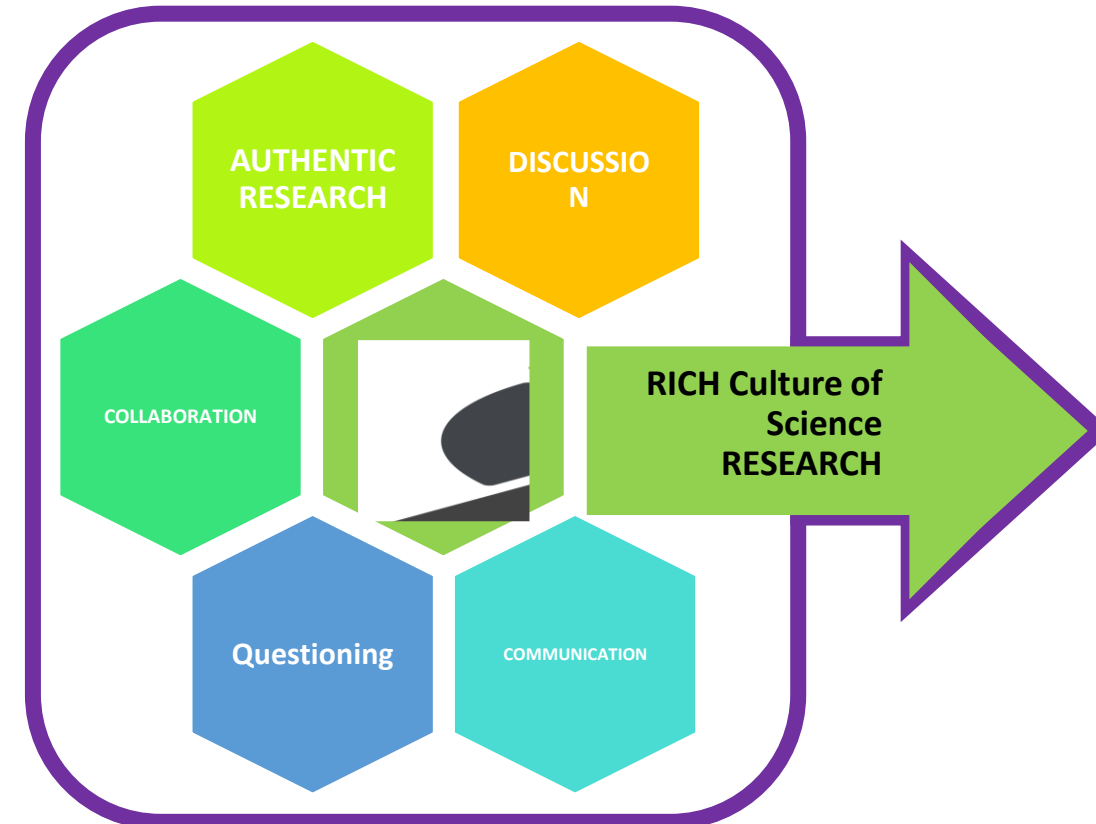 AUTHENTIC
RESEARCH
DISCUSSIO
N
COLLABORATION
RICH Culture of
Science
RESEARCH
Questioning
COMMUNICATION